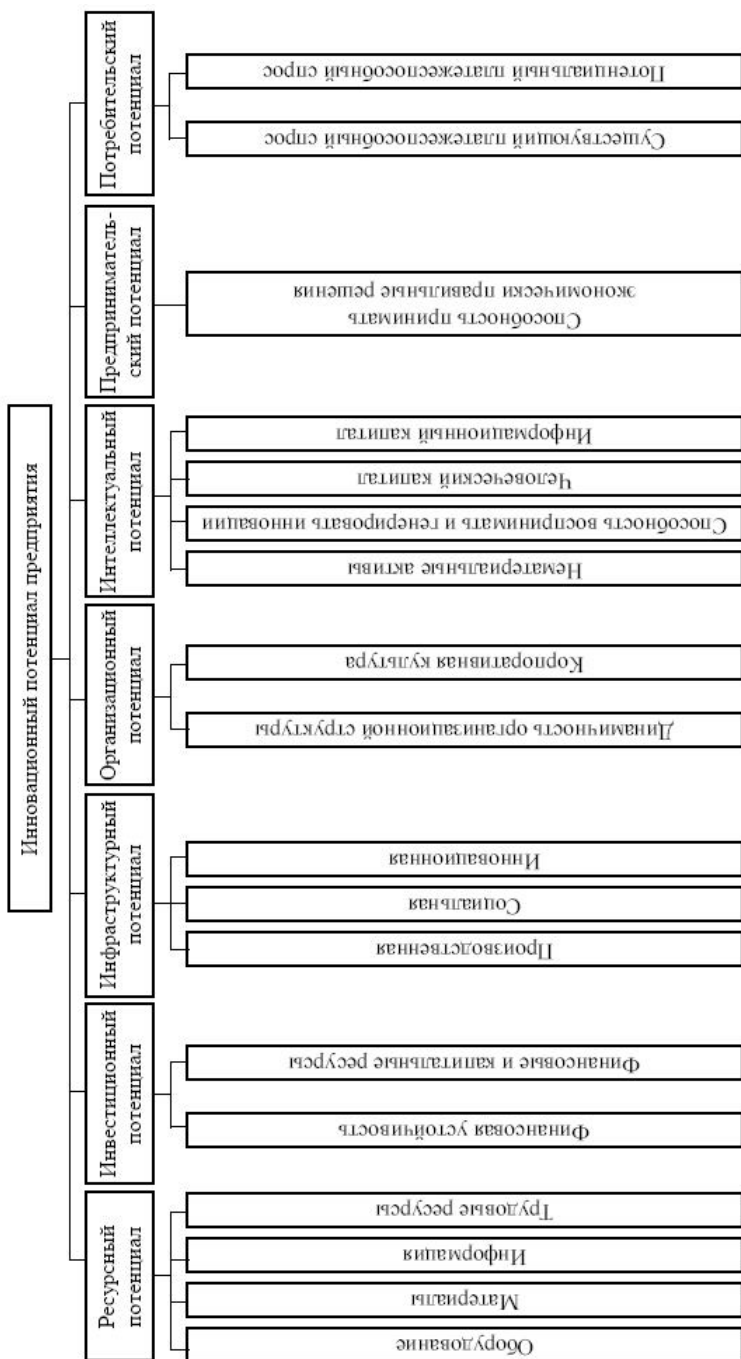 Инновационный потенциал предприятия
Ресурсный
потенциал
Оборудование
Материалы
Информация
Трудовые ресурсы
Инвестиционный
потенциал
Финансовая устойчивость
Финансовые и капитальные ресурсы
Инфраструктурный
потенциал
Производственная
Социальная
Инновационная
Организационный
потенциал
Динамичность организационной структуры
Корпоративная культура
Интеллектуальный
потенциал
Нематериальные активы
Способность воспринимать и генерировать инновации
Человеческий капитал
Информационный капитал
Предприниматель-
ский потенциал
Способность принимать
экономически правильные решения
Потребительский
потенциал
Существующий платежеспособный спрос
Потенциальный платежеспособный спрос